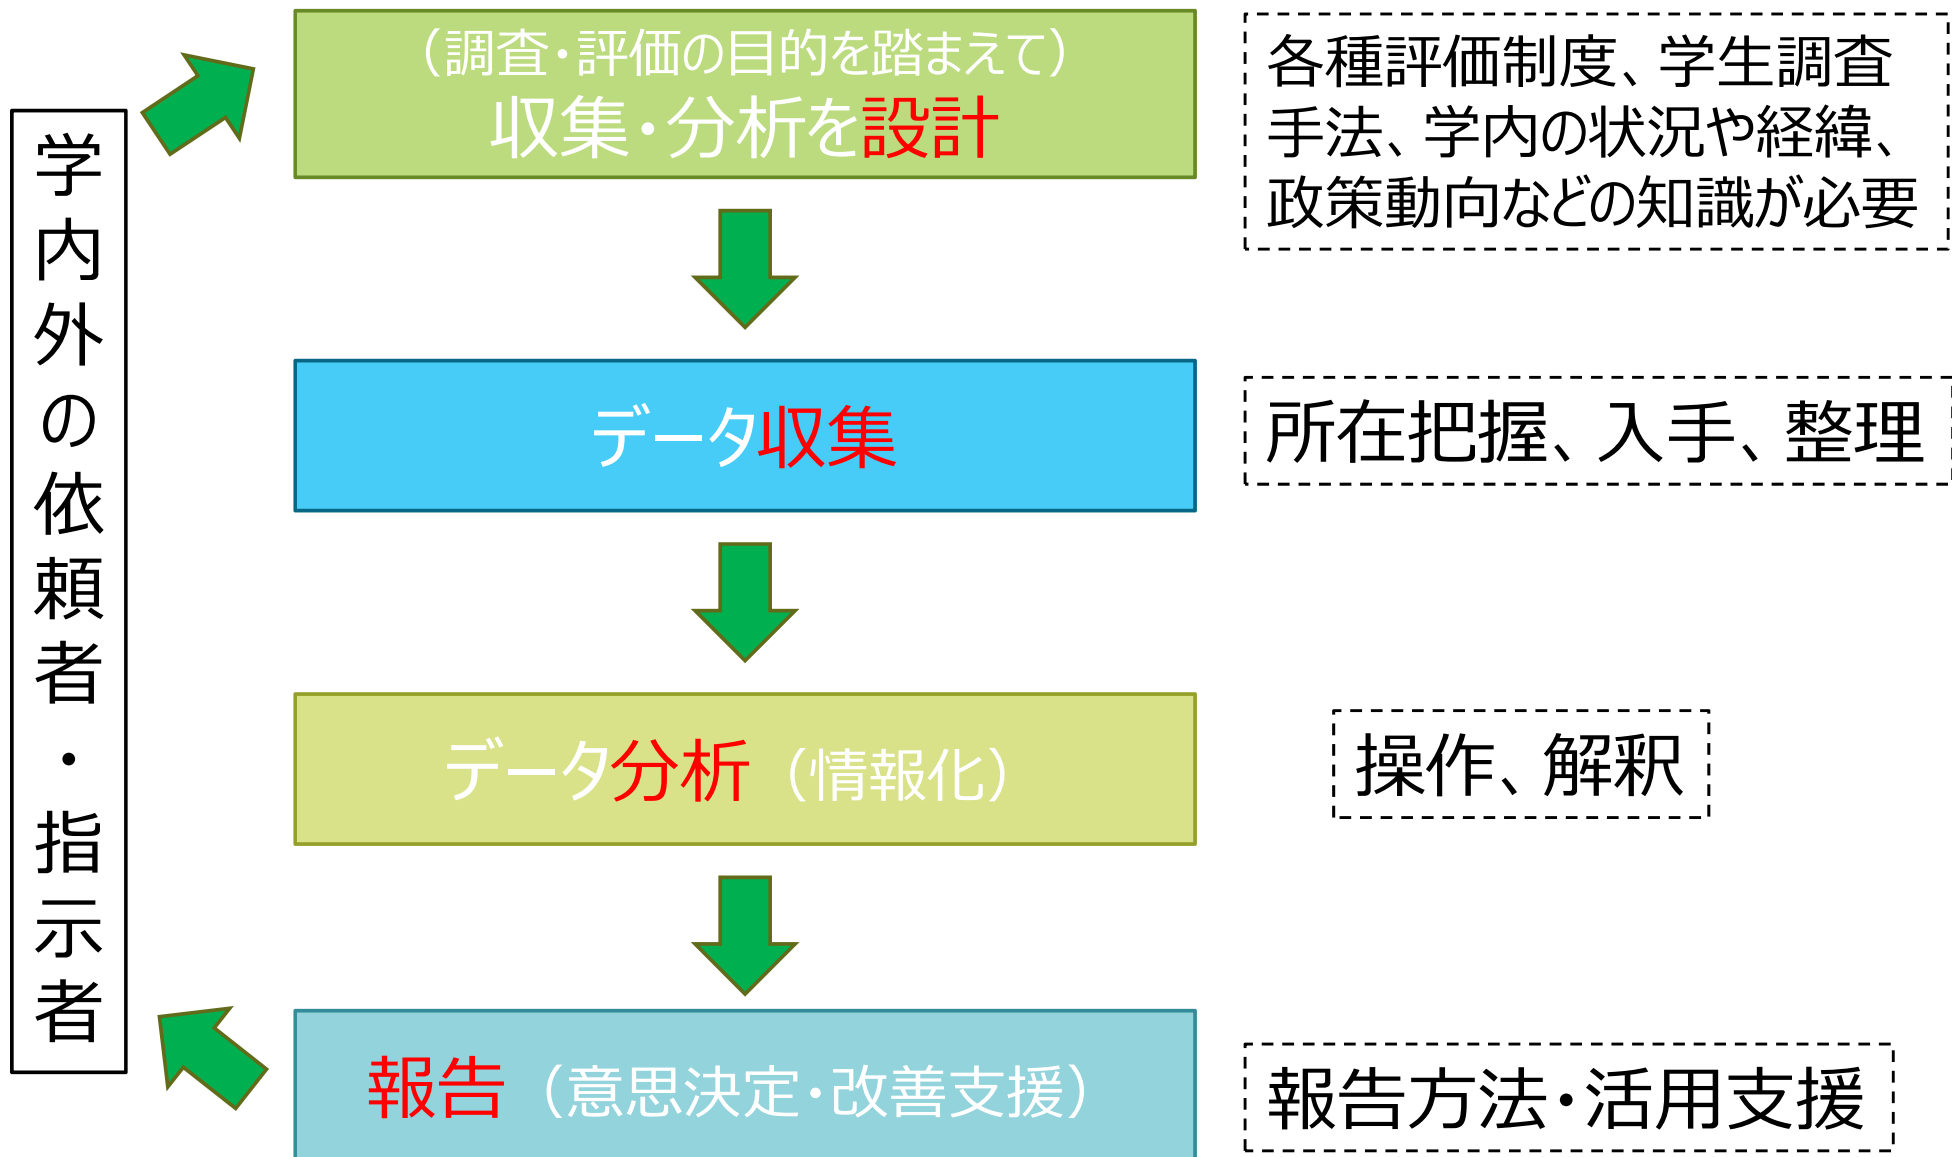 学内外の依頼者・指示者
（調査・評価の目的を踏まえて）
収集・分析を設計
各種評価制度、学生調査
手法、学内の状況や経緯、
政策動向などの知識が必要
データ収集
所在把握、入手、整理
データ分析（情報化）
操作、解釈
報告（意思決定・改善支援）
報告方法・活用支援